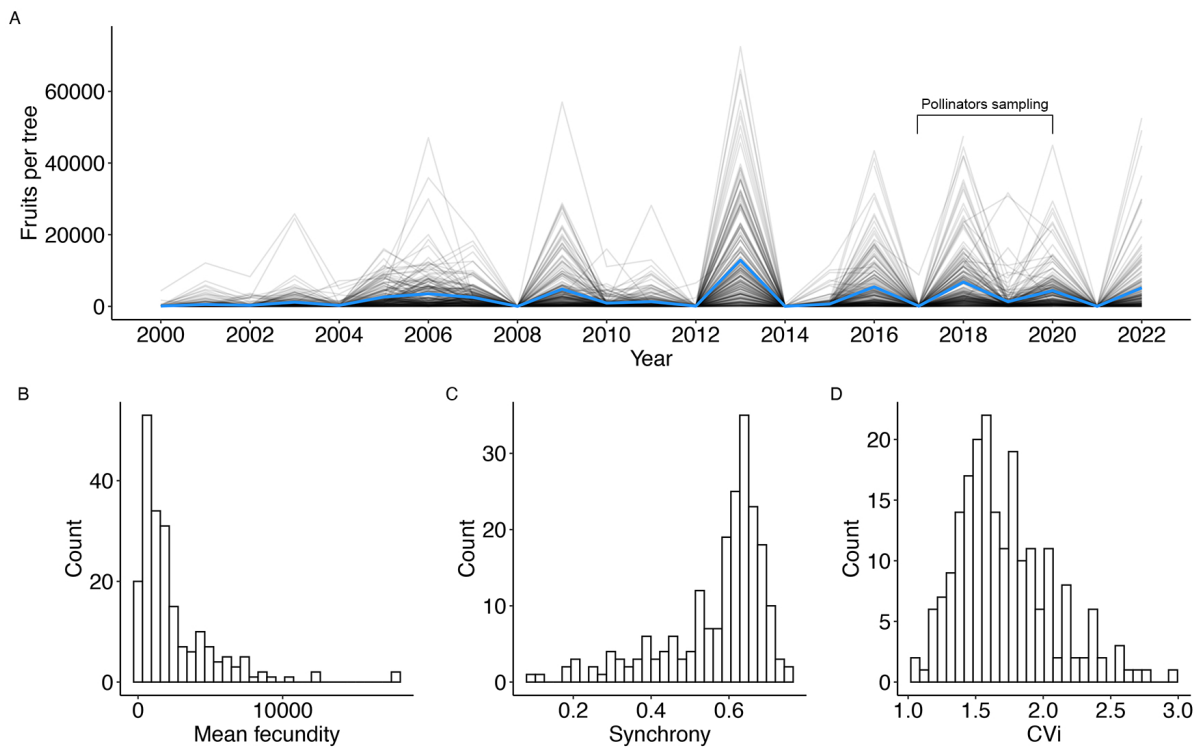 A
Fruits per tree
60000
40000
20000
0
Pollinators sampling
2000 2002 2004 2006 2008 2010 2012 2014 2016 2018 2020 2022
Year
B
Count
40
20
0
0 10000
Mean fecundity
C
Count
30
20
10
0
0.2 0.4 0.6
Synchrony
D
Count
20
15
10
5
0
1.0 1.5 2.0 2.5 3.0
CVi